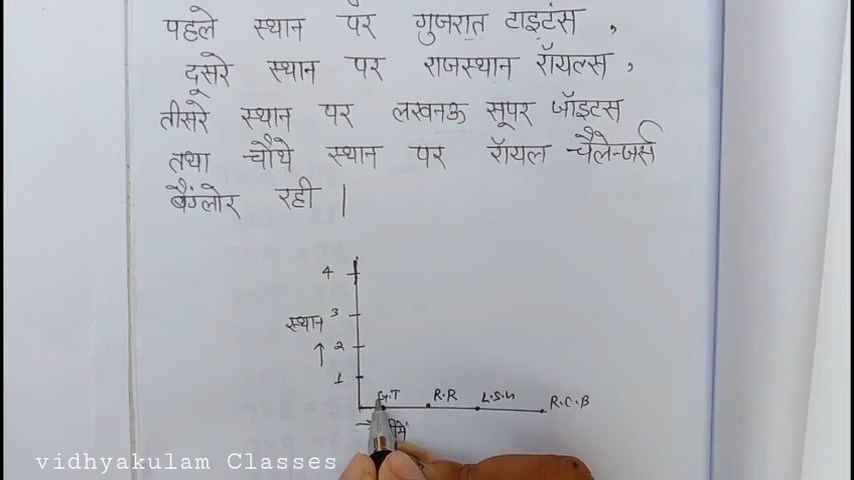 पहले स्थान पर गुजरात टाइटंस ,
दूसरे स्थान पर राजस्थान रॉयल्स ,
तीसरे स्थान पर लखनऊ सूपर जॉइटस
तथा चौथे स्थान पर रॉयल चैलेन्जर्स
बैंग्लोर रही |
4
स्थान 3
↑ 2
1
G.T R.R L.S.G R.C.B
→
vidhyakulam Classes